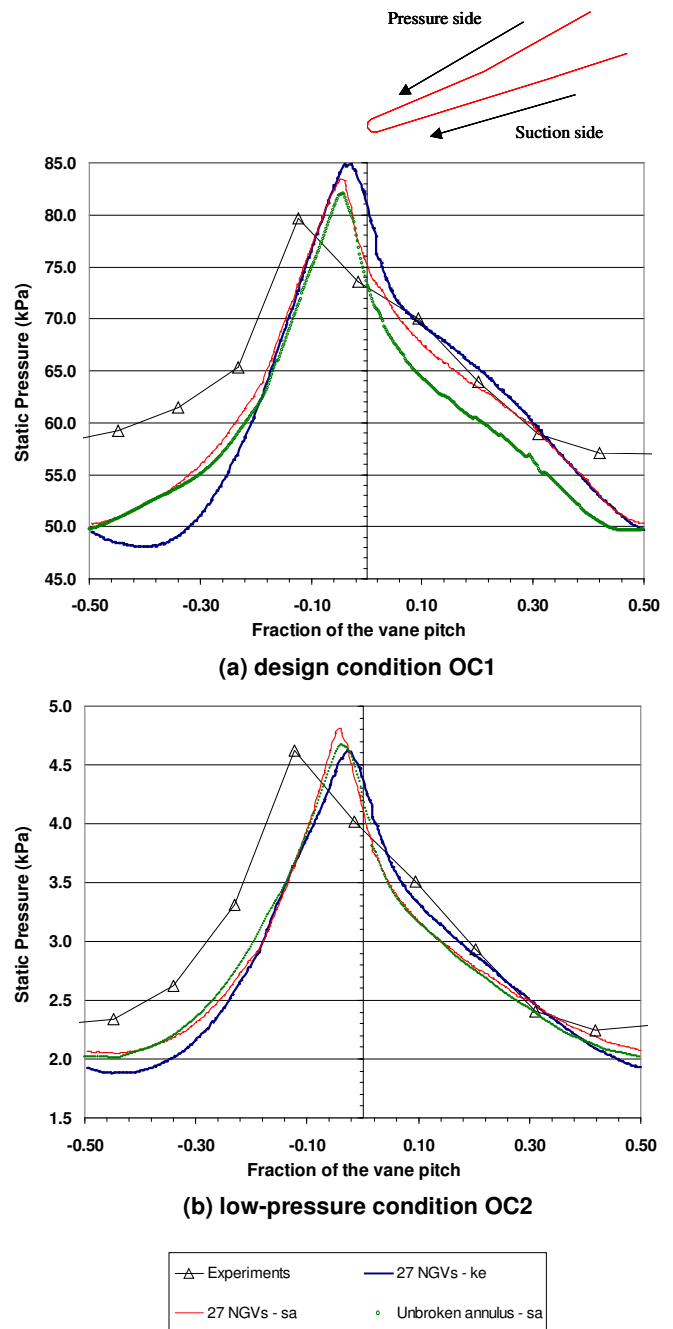 Pressure side
Suction side
85.0
80.0
75.0
70.0
65.0
60.0
55.0
50.0
45.0
Static Pressure (kPa)
-0.50 -0.30 -0.10 0.10 0.30 0.50
Fraction of the vane pitch
(a) design condition OC1
5.0
4.5
4.0
3.5
3.0
2.5
2.0
1.5
Static Pressure (kPa)
-0.50 -0.30 -0.10 0.10 0.30 0.50
Fraction of the vane pitch
(b) low-pressure condition OC2
Experiments 27 NGVs - ke
27 NGVs - sa Unbroken annulus - sa